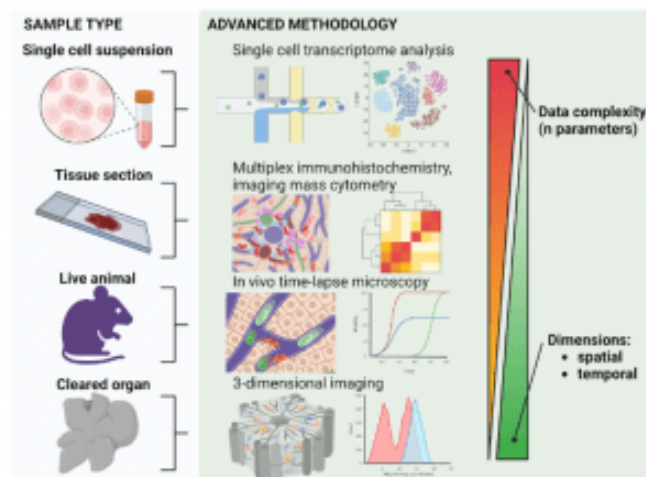 SAMPLE TYPE
ADVANCED METHODOLOGY
Single cell suspension
Single cell transcriptome analysis
Data complexity
(n parameters)
Tissue section
Multiplex immunohistochemistry,
imaging mass cytometry
Live animal
In vivo time-lapse microscopy
Dimensions:
• spatial
• temporal
Cleared organ
3-dimensional imaging